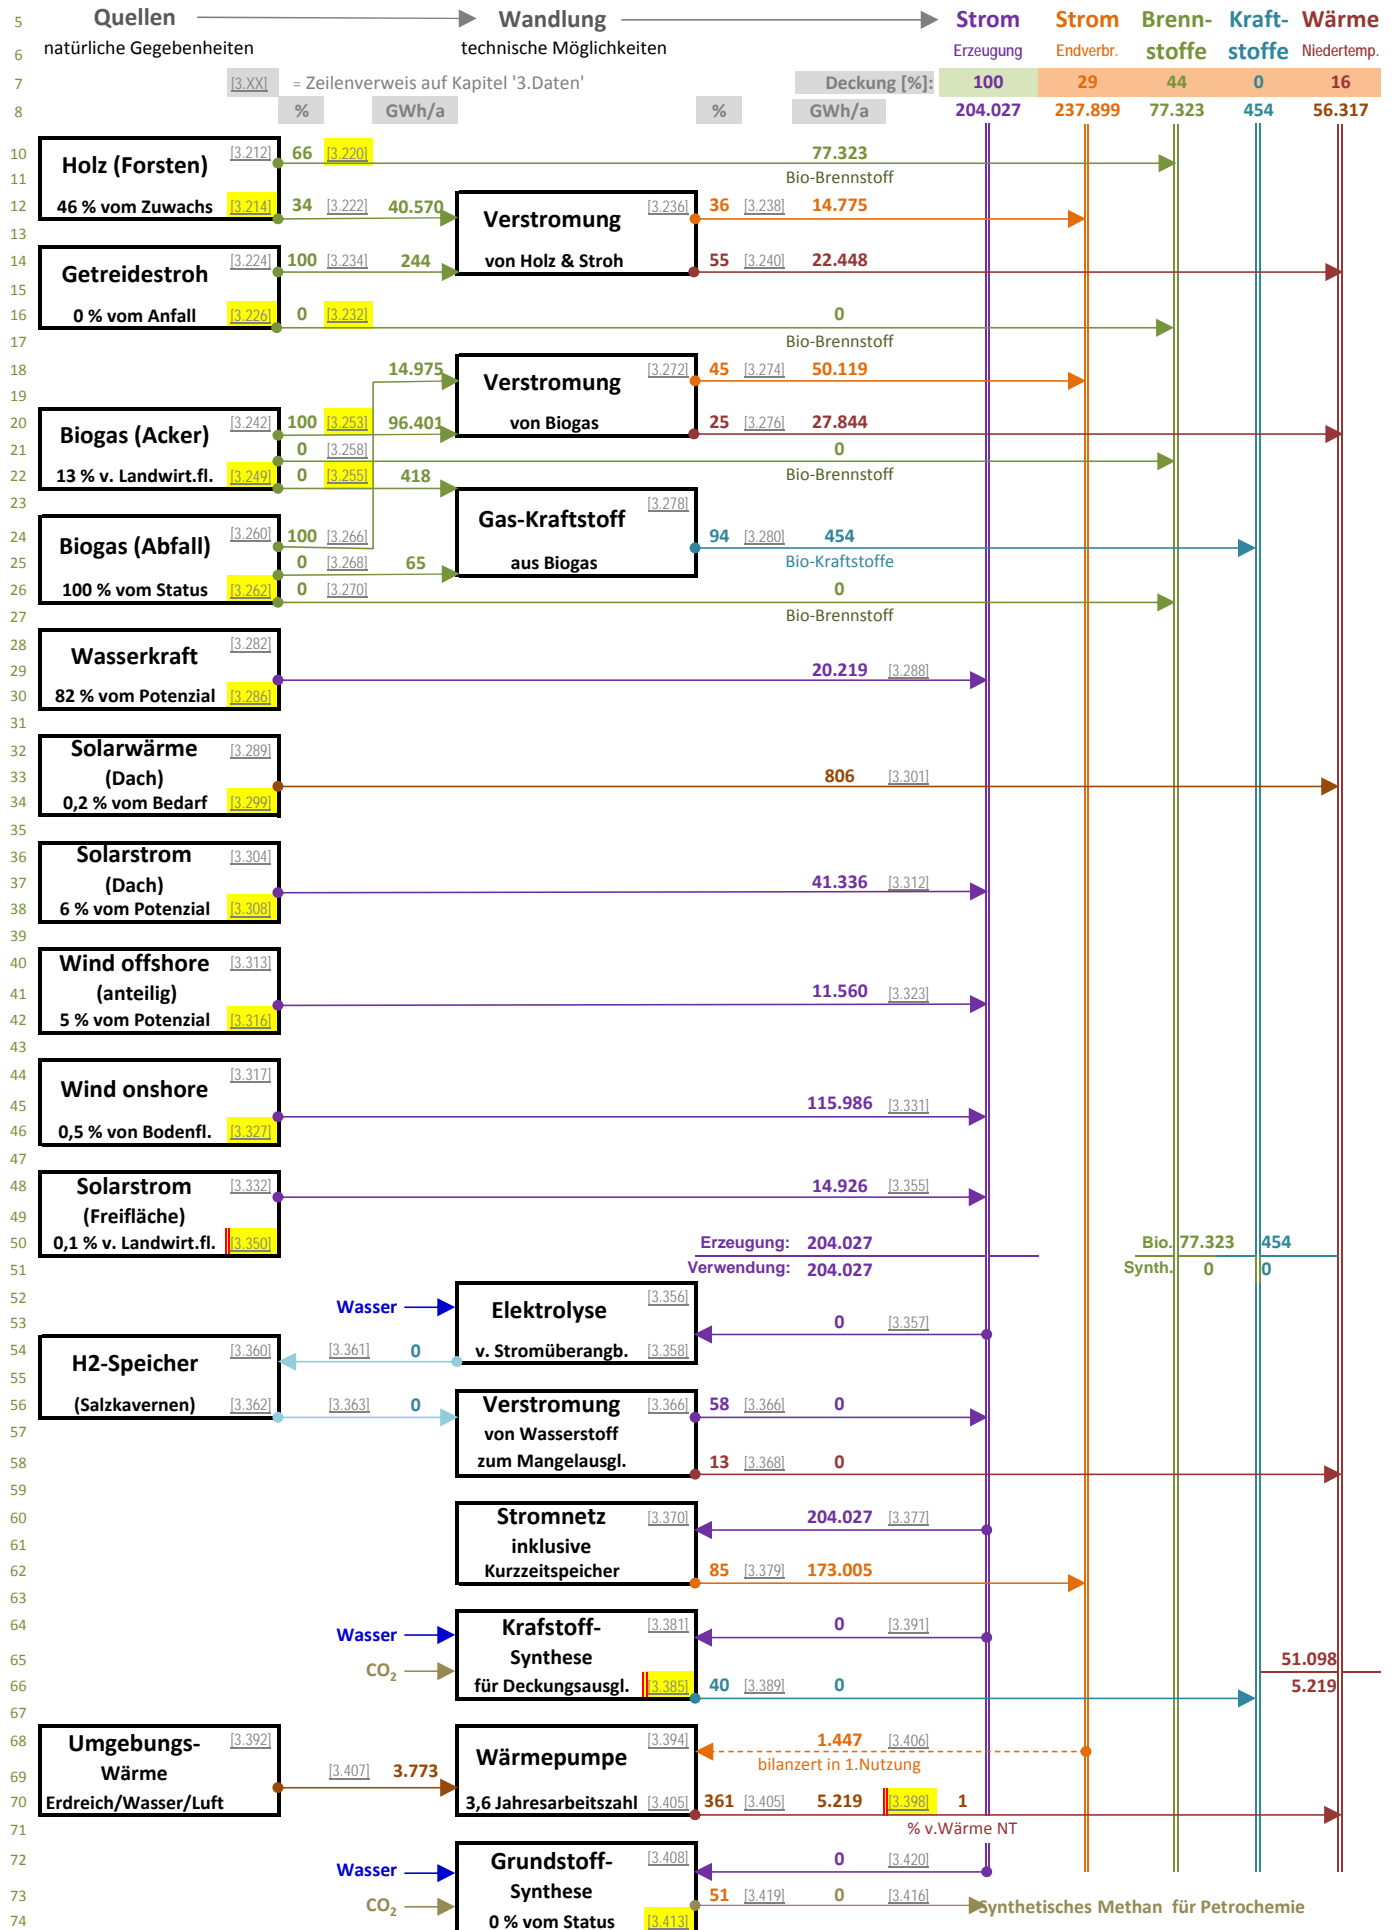 5 Quellen Wandlung Strom Strom Brenn- Kraft- Wärme
6 natürliche Gegebenheiten technische Möglichkeiten Erzeugung Endverbr. stoffe stoffe Niedertemp.
7 [3.XX] = Zeilenverweis auf Kapitel '3.Daten' Deckung [%]: 100 29 44 0 16
8 % GWh/a % GWh/a 204.027 237.899 77.323 454 56.317
10 Holz (Forsten) [3.212] 66 [3.220] 77.323
11 Bio-Brennstoff
12 46 % vom Zuwachs [3.214] 34 [3.222] 40.570 Verstromung [3.236] 36 [3.238] 14.775
13
14 Getreidestroh [3.224] 100 [3.234] 244 von Holz & Stroh 55 [3.240] 22.448
15
16 0 % vom Anfall [3.226] 0 [3.232] 0
17 Bio-Brennstoff
18 14.975 Verstromung [3.272] 45 [3.274] 50.119
19
20 Biogas (Acker) [3.242] 100 [3.253] 96.401 von Biogas 25 [3.276] 27.844
21 0 [3.258] 0
22 13 % v. Landwirt.fl. [3.249] 0 [3.255] 418 Bio-Brennstoff
23 Gas-Kraftstoff [3.278]
24 Biogas (Abfall) [3.260] 100 [3.266] 94 [3.280] 454
25 0 [3.268] 65 aus Biogas Bio-Kraftstoffe
26 100 % vom Status [3.262] 0 [3.270] 0
27 Bio-Brennstoff
28 Wasserkraft [3.282]
29 20.219 [3.288]
30 82 % vom Potenzial [3.286]
31
32 Solarwärme [3.289]
33 (Dach) 806 [3.301]
34 0,2 % vom Bedarf [3.299]
35
36 Solarstrom [3.304]
37 (Dach) 41.336 [3.312]
38 6 % vom Potenzial [3.308]
39
40 Wind offshore [3.313]
41 (anteilig) 11.560 [3.323]
42 5 % vom Potenzial [3.316]
43
44 Wind onshore [3.317]
45 115.986 [3.331]
46 0,5 % von Bodenfl. [3.327]
47
48 Solarstrom [3.332] 14.926 [3.355]
49 (Freifläche)
50 0,1 % v. Landwirt.fl. [3.350] Erzeugung: 204.027 Bio. 77.323 454
51 Verwendung: 204.027 Synth. 0 0
52 Wasser Elektrolyse [3.356]
53 0 [3.357]
54 H2-Speicher [3.360] [3.361] 0 v. Stromüberangb. [3.358]
55
56 (Salzkavernen) [3.362] [3.363] 0 Verstromung [3.366] 58 [3.366] 0
57 von Wasserstoff
58 zum Mangelausgl. 13 [3.368] 0
59
60 Stromnetz [3.370] 204.027 [3.377]
61 inklusive
62 Kurzzeitspeicher 85 [3.379] 173.005
63
64 Wasser Krafstoff- [3.381] 0 [3.391]
65 CO2 Synthese 51.098
66 für Deckungsausgl. [3.385] 40 [3.389] 0 5.219
67
68 Umgebungs- [3.392] Wärmepumpe [3.394] 1.447 [3.406]
69 Wärme [3.407] 3.773 bilanzert in 1.Nutzung
70 Erdreich/Wasser/Luft 3,6 Jahresarbeitszahl [3.405] 361 [3.405] 5.219 [3.398] 1
71 % v.Wärme NT
72 Wasser Grundstoff- [3.408] 0 [3.420]
73 CO2 Synthese 51 [3.419] 0 [3.416] Synthetisches Methan für Petrochemie
74 0 % vom Status [3.413]